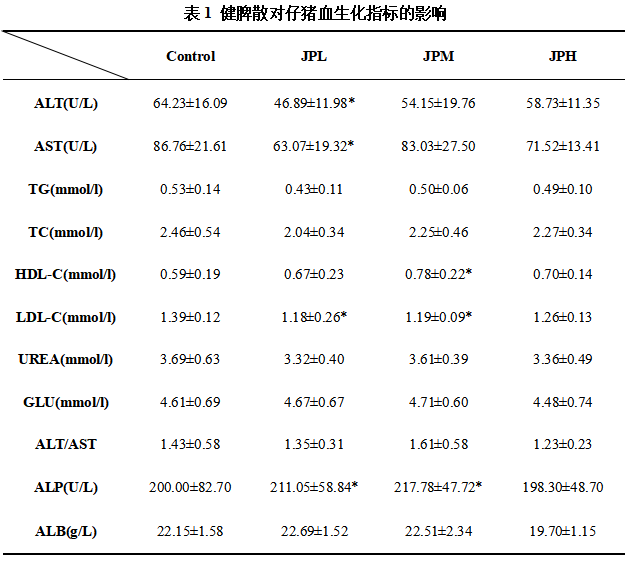 表 1 健脾散对仔猪血生化指标的影响
Control JPL JPM JPH
ALT(U/L) 64.23±16.09 46.89±11.98* 54.15±19.76 58.73±11.35
AST(U/L) 86.76±21.61 63.07±19.32* 83.03±27.50 71.52±13.41
TG(mmol/l) 0.53±0.14 0.43±0.11 0.50±0.06 0.49±0.10
TC(mmol/l) 2.46±0.54 2.04±0.34 2.25±0.46 2.27±0.34
HDL-C(mmol/l) 0.59±0.19 0.67±0.23 0.78±0.22* 0.70±0.14
LDL-C(mmol/l) 1.39±0.12 1.18±0.26* 1.19±0.09* 1.26±0.13
UREA(mmol/l) 3.69±0.63 3.32±0.40 3.61±0.39 3.36±0.49
GLU(mmol/l) 4.61±0.69 4.67±0.67 4.71±0.60 4.48±0.74
ALT/AST 1.43±0.58 1.35±0.31 1.61±0.58 1.23±0.23
ALP(U/L) 200.00±82.70 211.05±58.84* 217.78±47.72* 198.30±48.70
ALB(g/L) 22.15±1.58 22.69±1.52 22.51±2.34 19.70±1.15